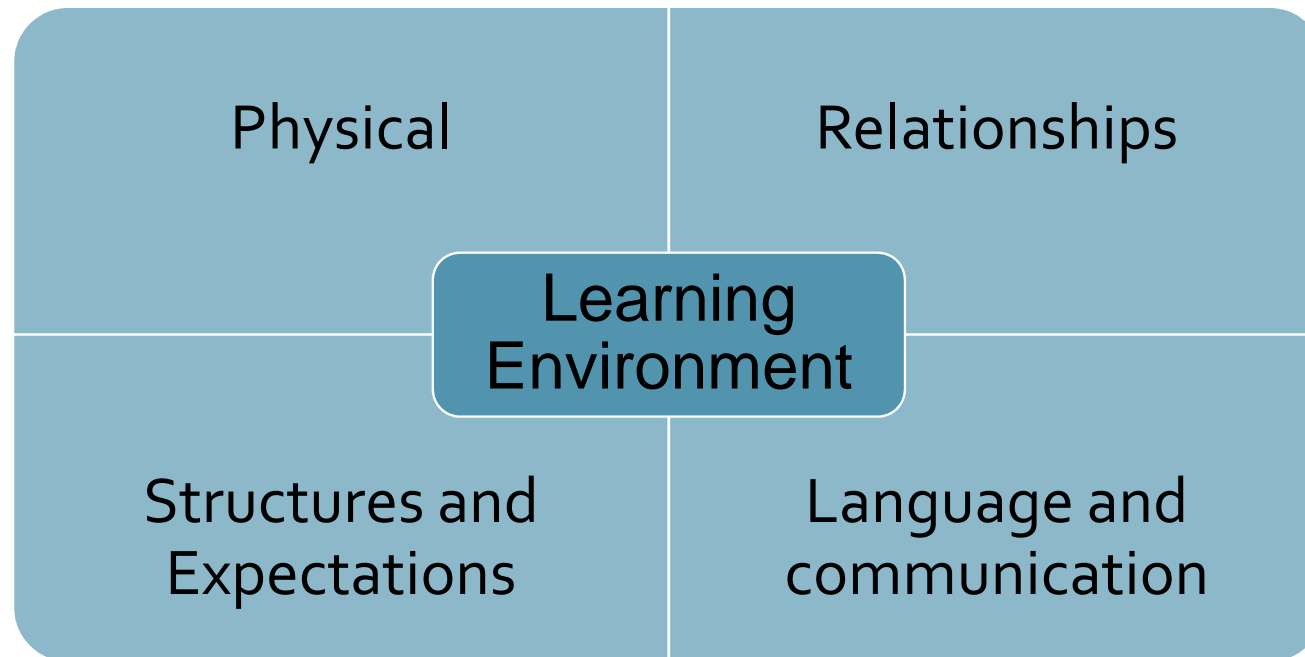 Physical
Relationships
Learning
Environment
Structures and
Expectations
Language and
communication